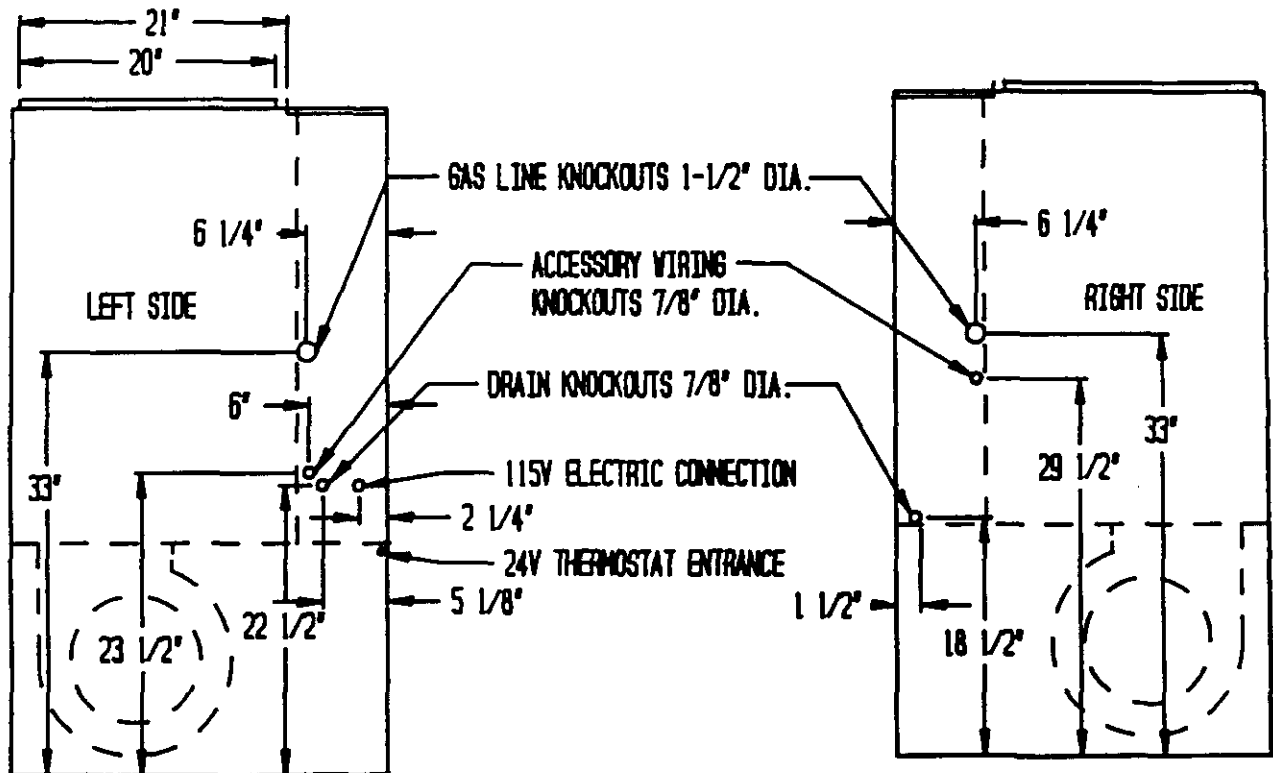 21"
20"
GAS LINE KNOCKOUTS 1-1/2" DIA.
6 1/4"
6 1/4"
ACCESSORY WIRING
KNOCKOUTS 7/8" DIA.
LEFT SIDE
RIGHT SIDE
DRAIN KNOCKOUTS 7/8" DIA.
6"
33"
29 1/2"
33"
115V ELECTRIC CONNECTION
2 1/4"
24V THERMOSTAT ENTRANCE
5 1/8"
1 1/2"
23 1/2"
22 1/2"
18 1/2"